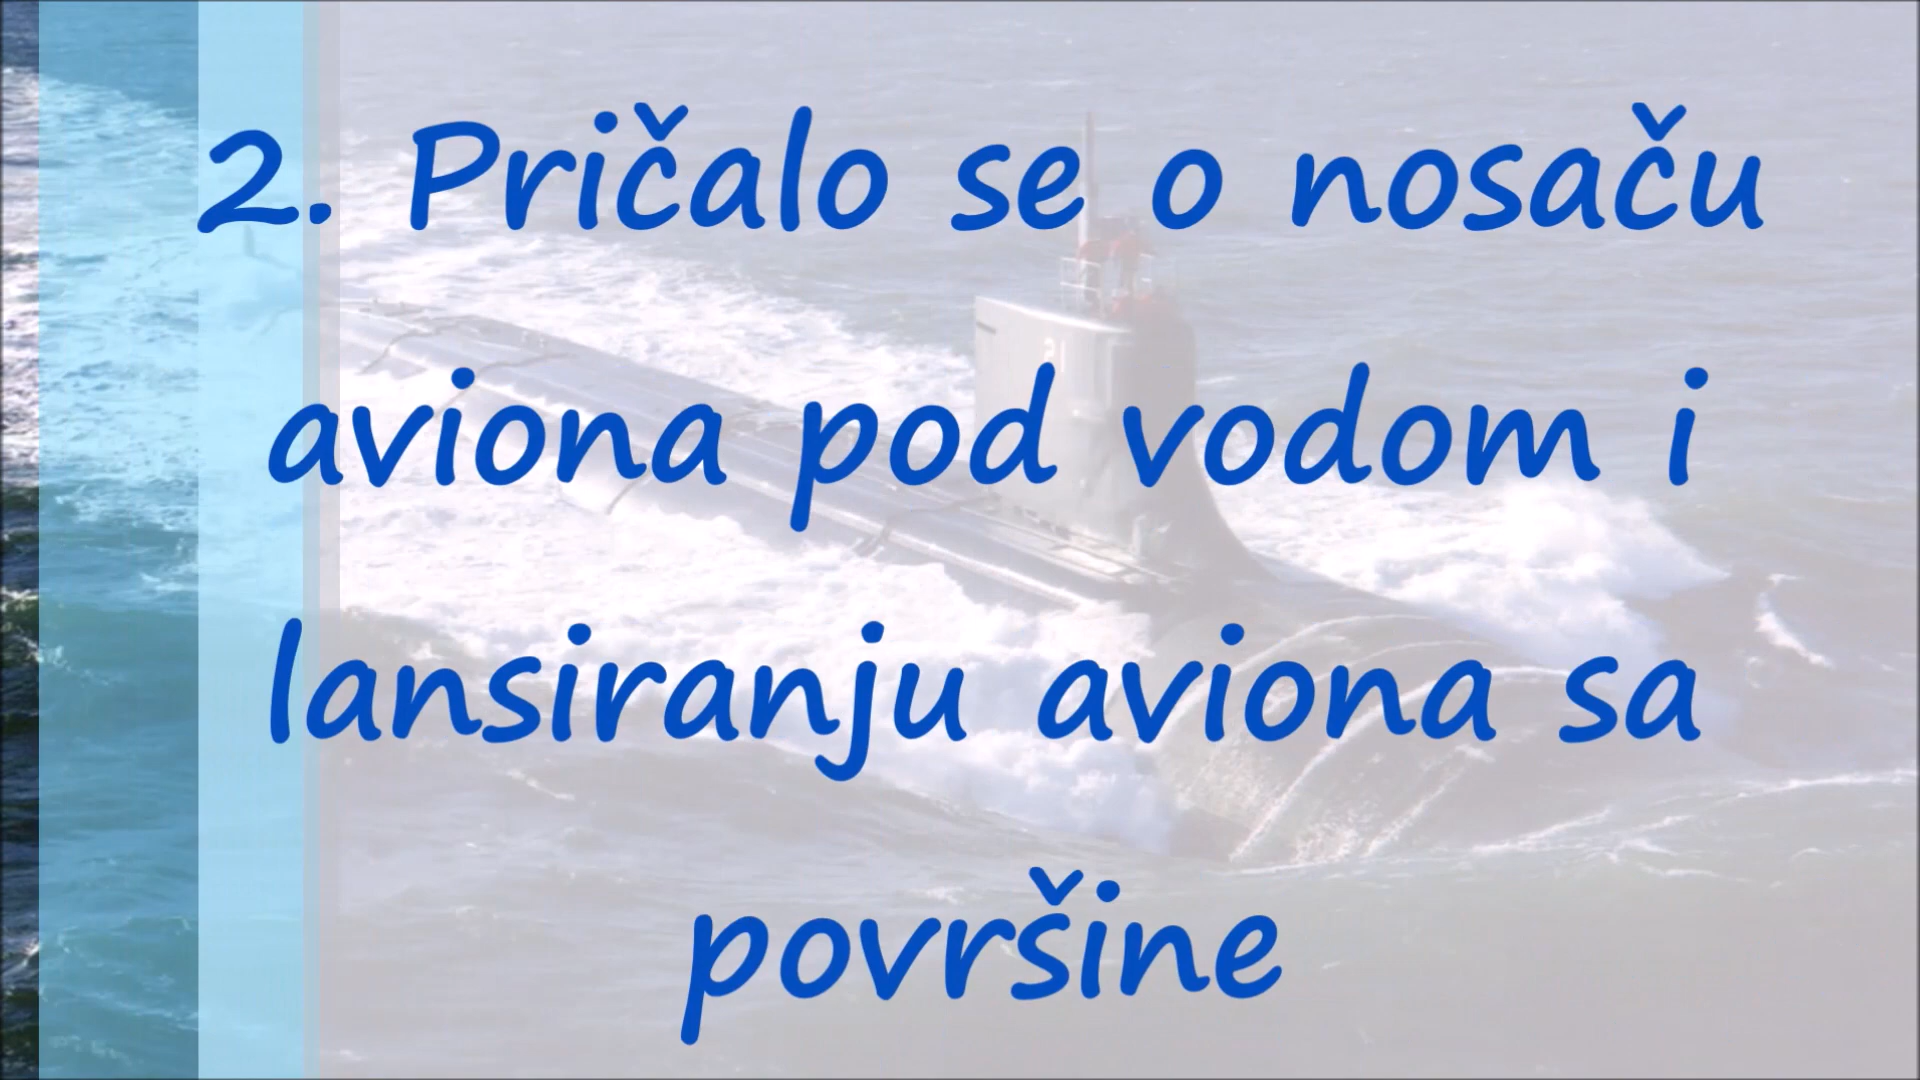 2. Pričalo se o nosaču
aviona pod vodom i
lansiranju aviona sa
površine